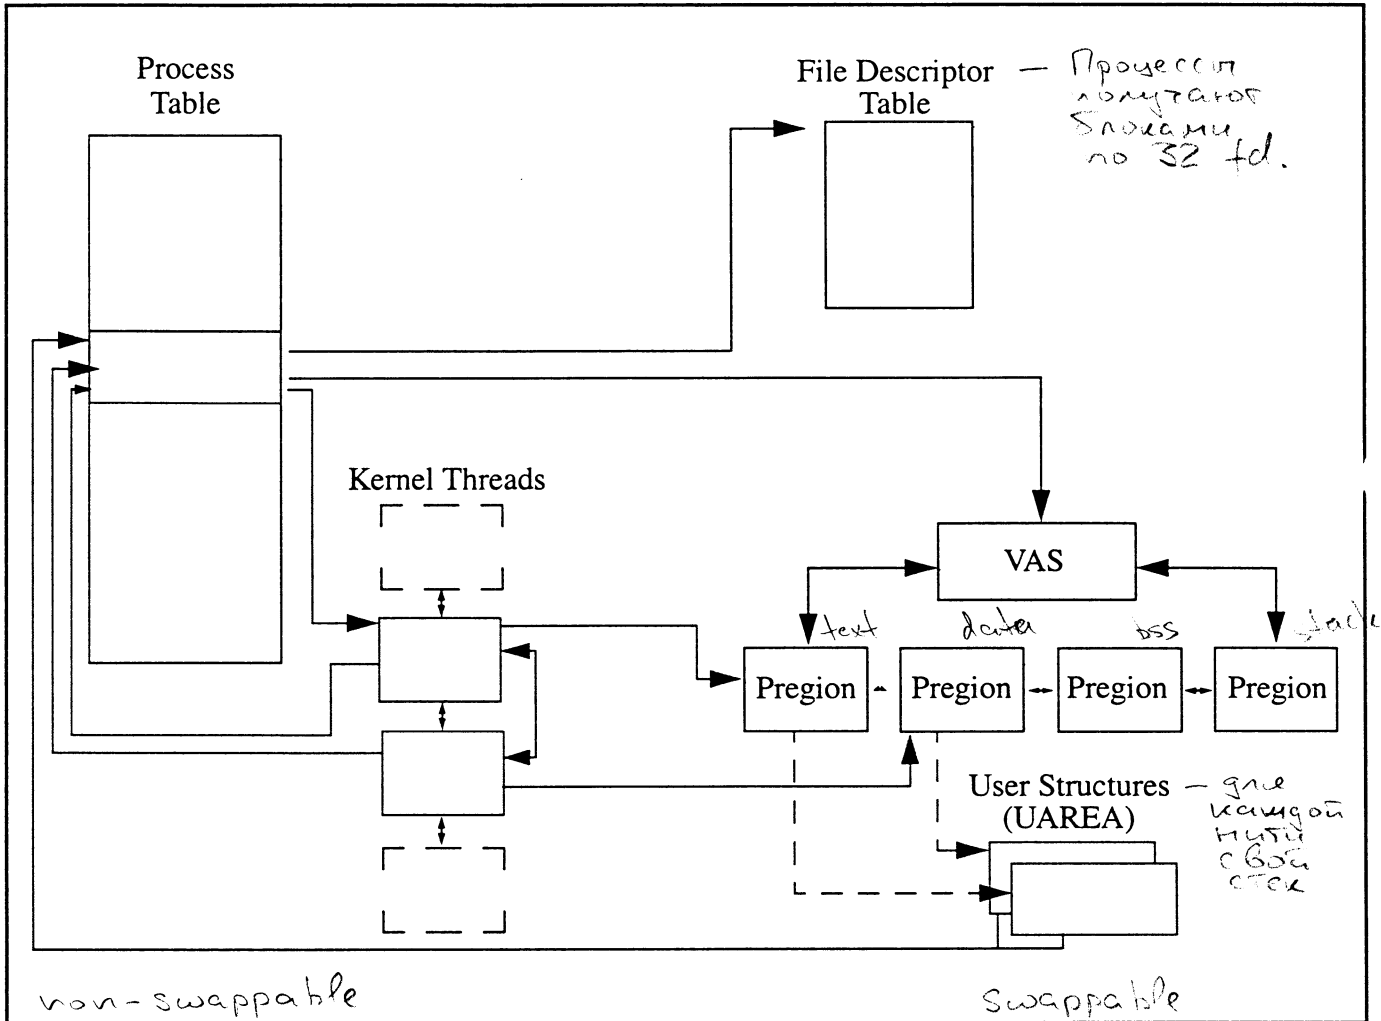 Process
Table
File Descriptor
Table
— Процессы
получают
блоками
по 32 fd.
Kernel Threads
VAS
text
data
bss
Pregion
Pregion
Pregion
Pregion
User Structures
(UAREA)
— для
каждой
нити
свой
стек
non-swappable
swappable